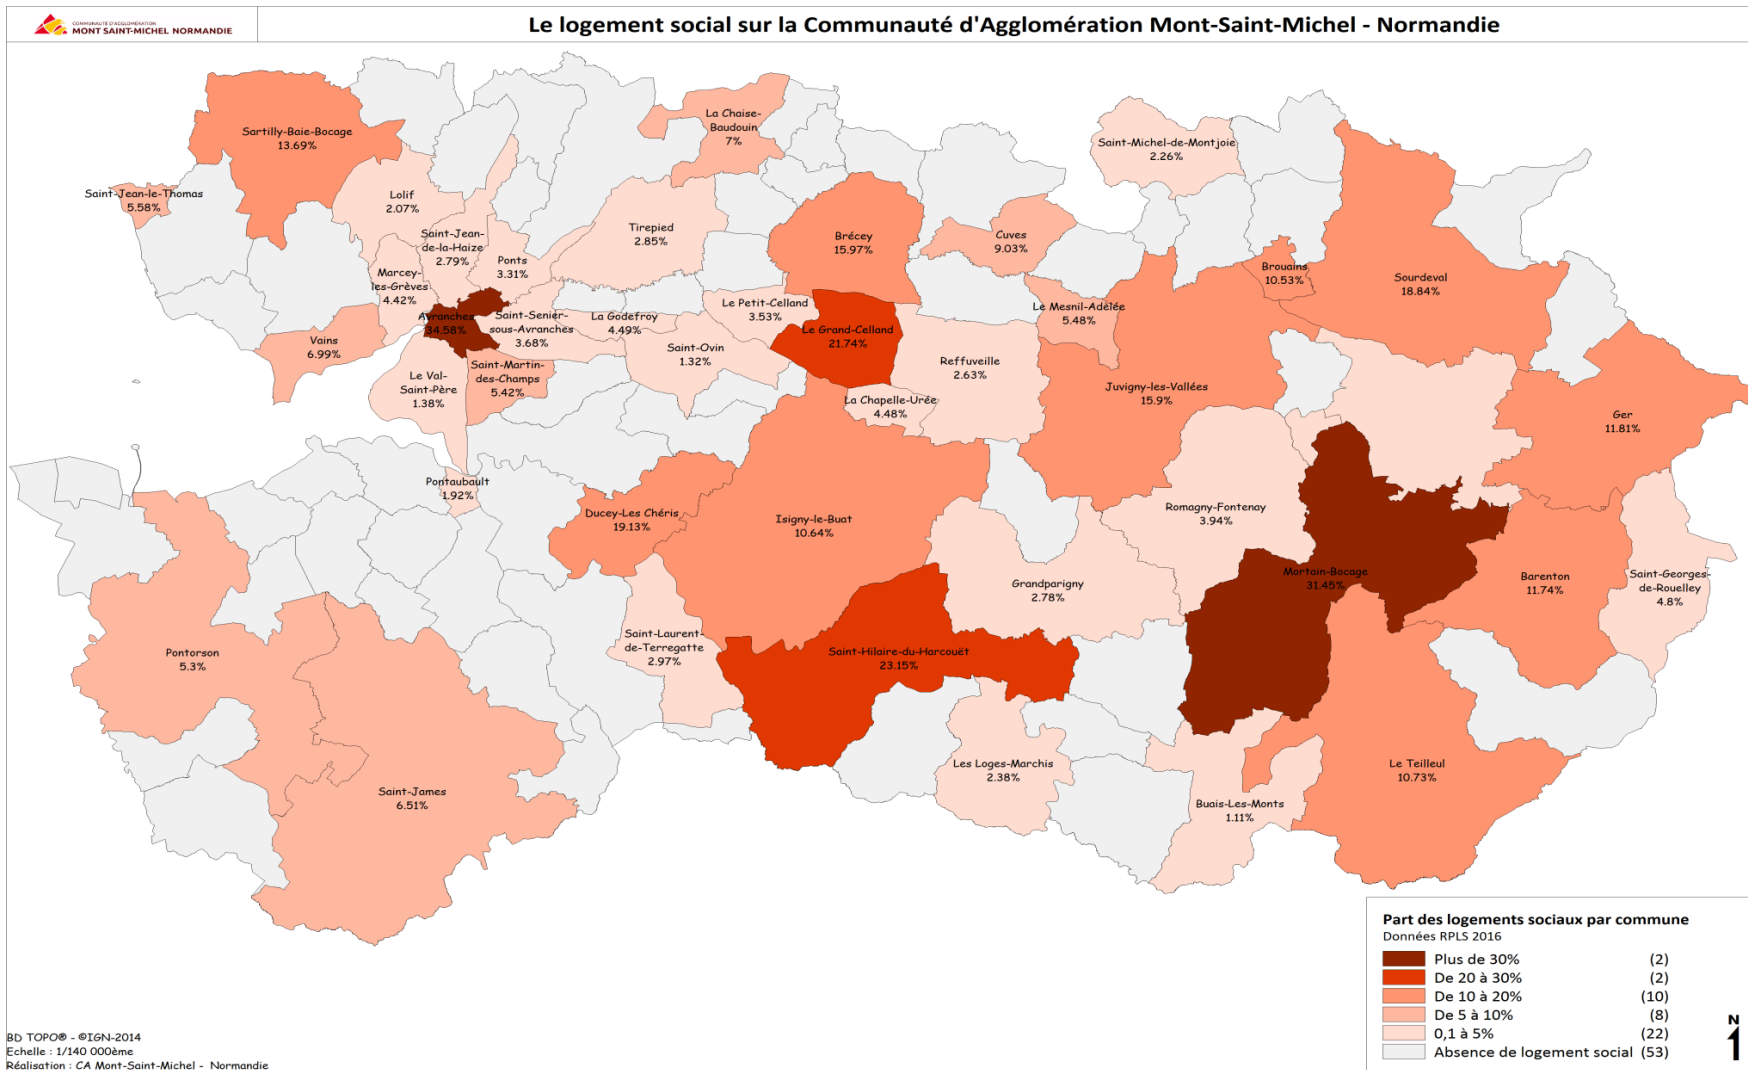 COMMUNAUTÉ D'AGGLOMÉRATION
MONT SAINT-MICHEL NORMANDIE
Le logement social sur la Communauté d'Agglomération Mont-Saint-Michel - Normandie
Sartilly-Baie-Bocage
13.69%
La Chaise-
Baudouin
7%
Saint-Michel-de-Montjoie
2.26%
Saint-Jean-le-Thomas
5.58%
Lolif
2.07%
Saint-Jean-
de-la-Haize
2.79%
Ponts
3.31%
Tirepied
2.85%
Brécey
15.97%
Cuves
9.03%
Marcey-
les-Grèves
4.42%
Brouains
10.53%
Sourdeval
18.84%
Avranches
34.58%
Saint-Senier-
sous-Avranches
3.68%
La Godefroy
4.49%
Le Petit-Celland
3.53%
Le Grand-Celland
21.74%
Le Mesnil-Adelée
5.48%
Vains
6.99%
Saint-Ovin
1.32%
Reffuveille
2.63%
Le Val-
Saint-Père
1.38%
Saint-Martin-
des-Champs
5.42%
La Chapelle-Urée
4.48%
Juvigny-les-Vallées
15.9%
Ger
11.81%
Pontaubault
1.92%
Ducey-Les Chéris
19.13%
Isigny-le-Buat
10.64%
Romagny-Fontenay
3.94%
Grandparigny
2.78%
Mortain-Bocage
31.45%
Barenton
11.74%
Saint-Georges-
de-Rouelley
4.8%
Pontorson
5.3%
Saint-Laurent-
de-Terregatte
2.97%
Saint-Hilaire-du-Harcouët
23.15%
Saint-James
6.51%
Les Loges-Marchis
2.38%
Buais-Les-Monts
1.11%
Le Teilleul
10.73%
Part des logements sociaux par commune
Données RPLS 2016
Plus de 30% (2)
De 20 à 30% (2)
De 10 à 20% (10)
De 5 à 10% (8)
0,1 à 5% (22)
Absence de logement social (53)
N
BD TOPO® - ©IGN-2014
Echelle : 1/140 000ème
Réalisation : CA Mont-Saint-Michel - Normandie